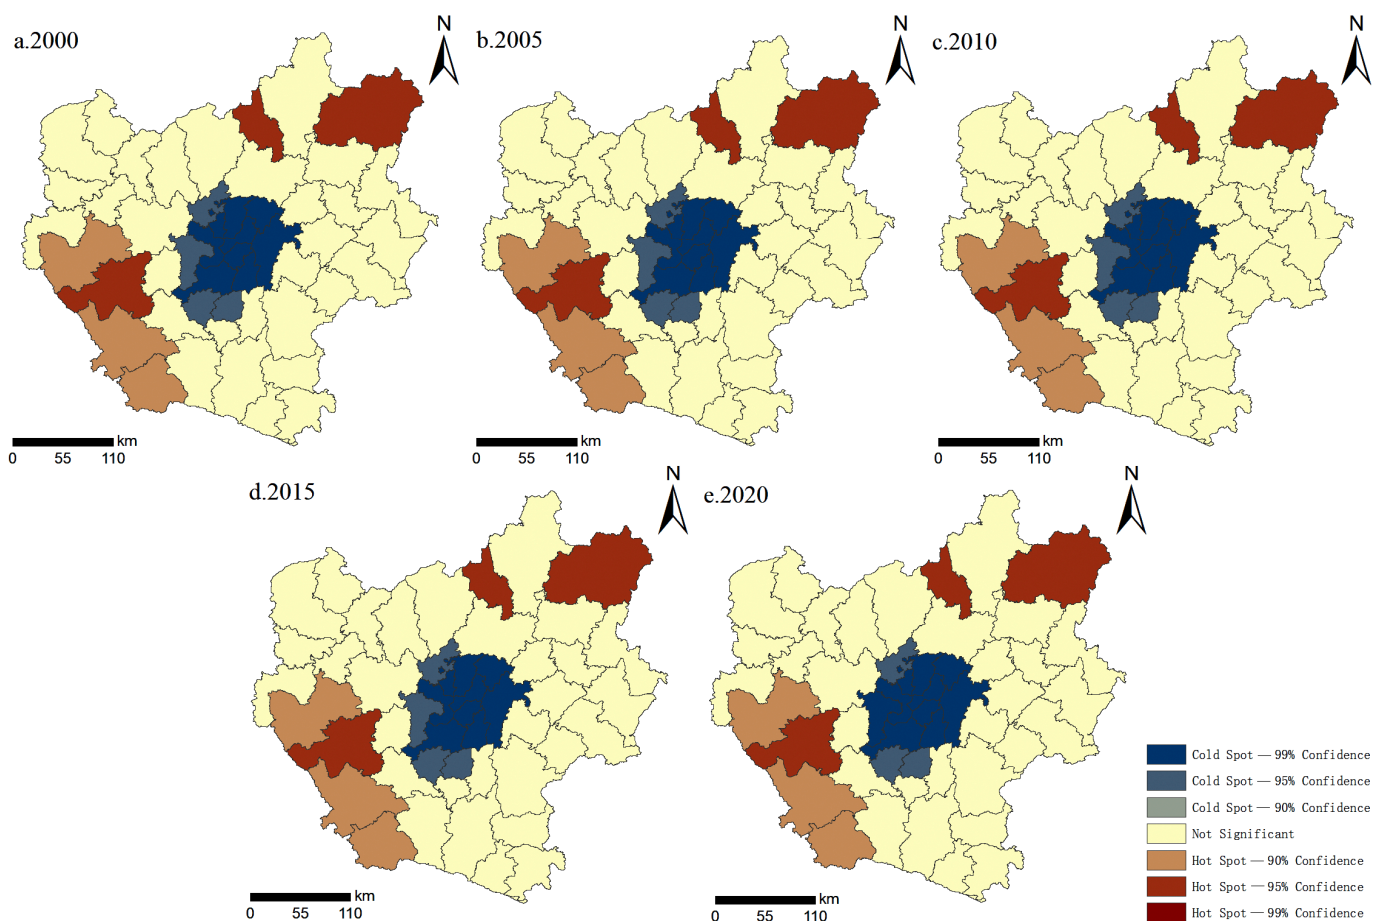 a.2000
N
b.2005
N
c.2010
N
km
0 55 110
km
0 55 110
km
0 55 110
d.2015
N
e.2020
N
km
0 55 110
km
0 55 110
Cold Spot — 99% Confidence
Cold Spot — 95% Confidence
Cold Spot — 90% Confidence
Not Significant
Hot Spot — 90% Confidence
Hot Spot — 95% Confidence
Hot Spot — 99% Confidence